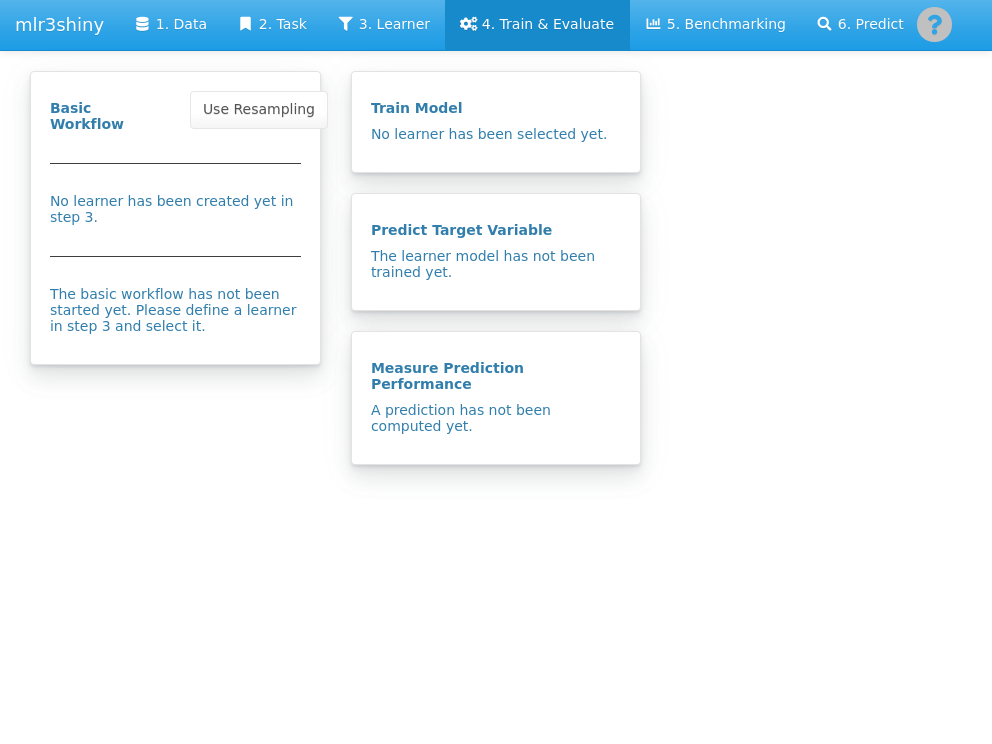 mlr3shiny
1. Data
2. Task
3. Learner
4. Train & Evaluate
5. Benchmarking
6. Predict
?
Basic
Workflow
Use Resampling
No learner has been created yet in
step 3.
The basic workflow has not been
started yet. Please define a learner
in step 3 and select it.
Train Model
No learner has been selected yet.
Predict Target Variable
The learner model has not been
trained yet.
Measure Prediction
Performance
A prediction has not been
computed yet.